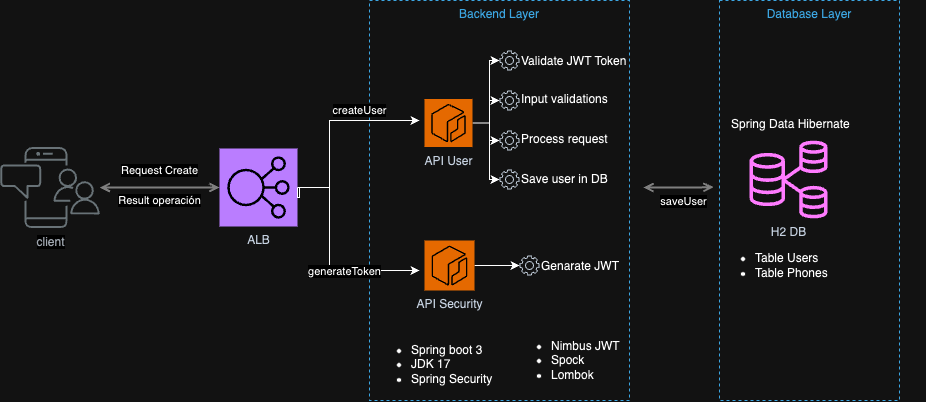 Backend Layer
Database Layer
Validate JWT Token
createUser
Input validations
Spring Data Hibernate
API User
Process request
Request Create
Save user in DB
Result operación
saveUser
client
ALB
H2 DB
generateToken
Genarate JWT
Table Users
Table Phones
API Security
Spring boot 3
JDK 17
Spring Security
Nimbus JWT
Spock
Lombok